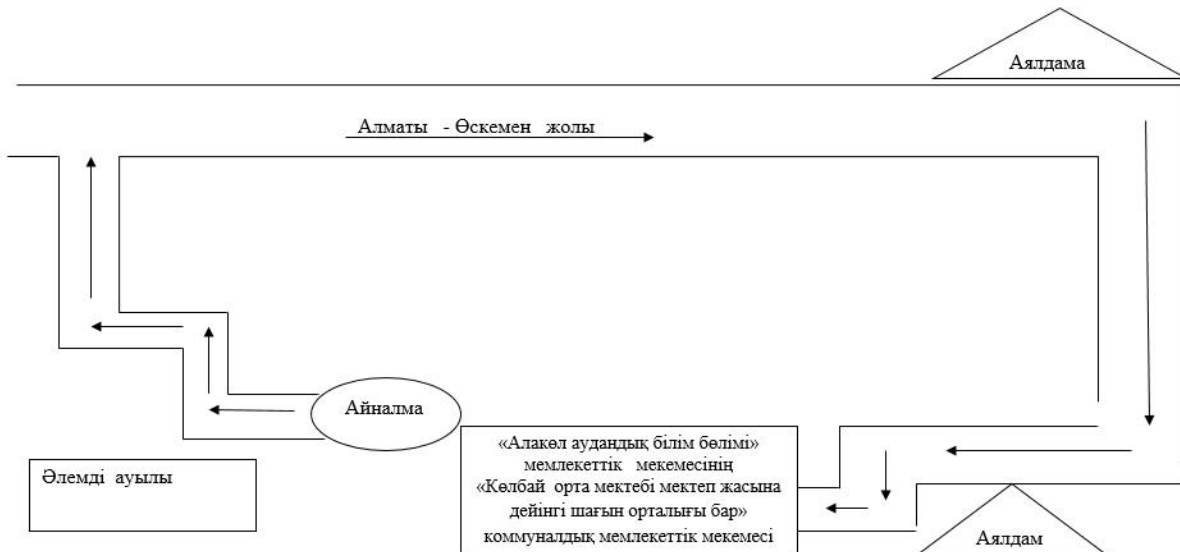 Аялдама
Алматы - Өскемен жолы
Айналма
«Алакөл аудандық білім бөлімі»
мемлекеттік мекемесінің
«Көлбай орта мектебі мектеп жасына
дейінгі шағын орталығы бар»
коммуналдық мемлекеттік мекемесі
Әлемді ауылы
Аялдам